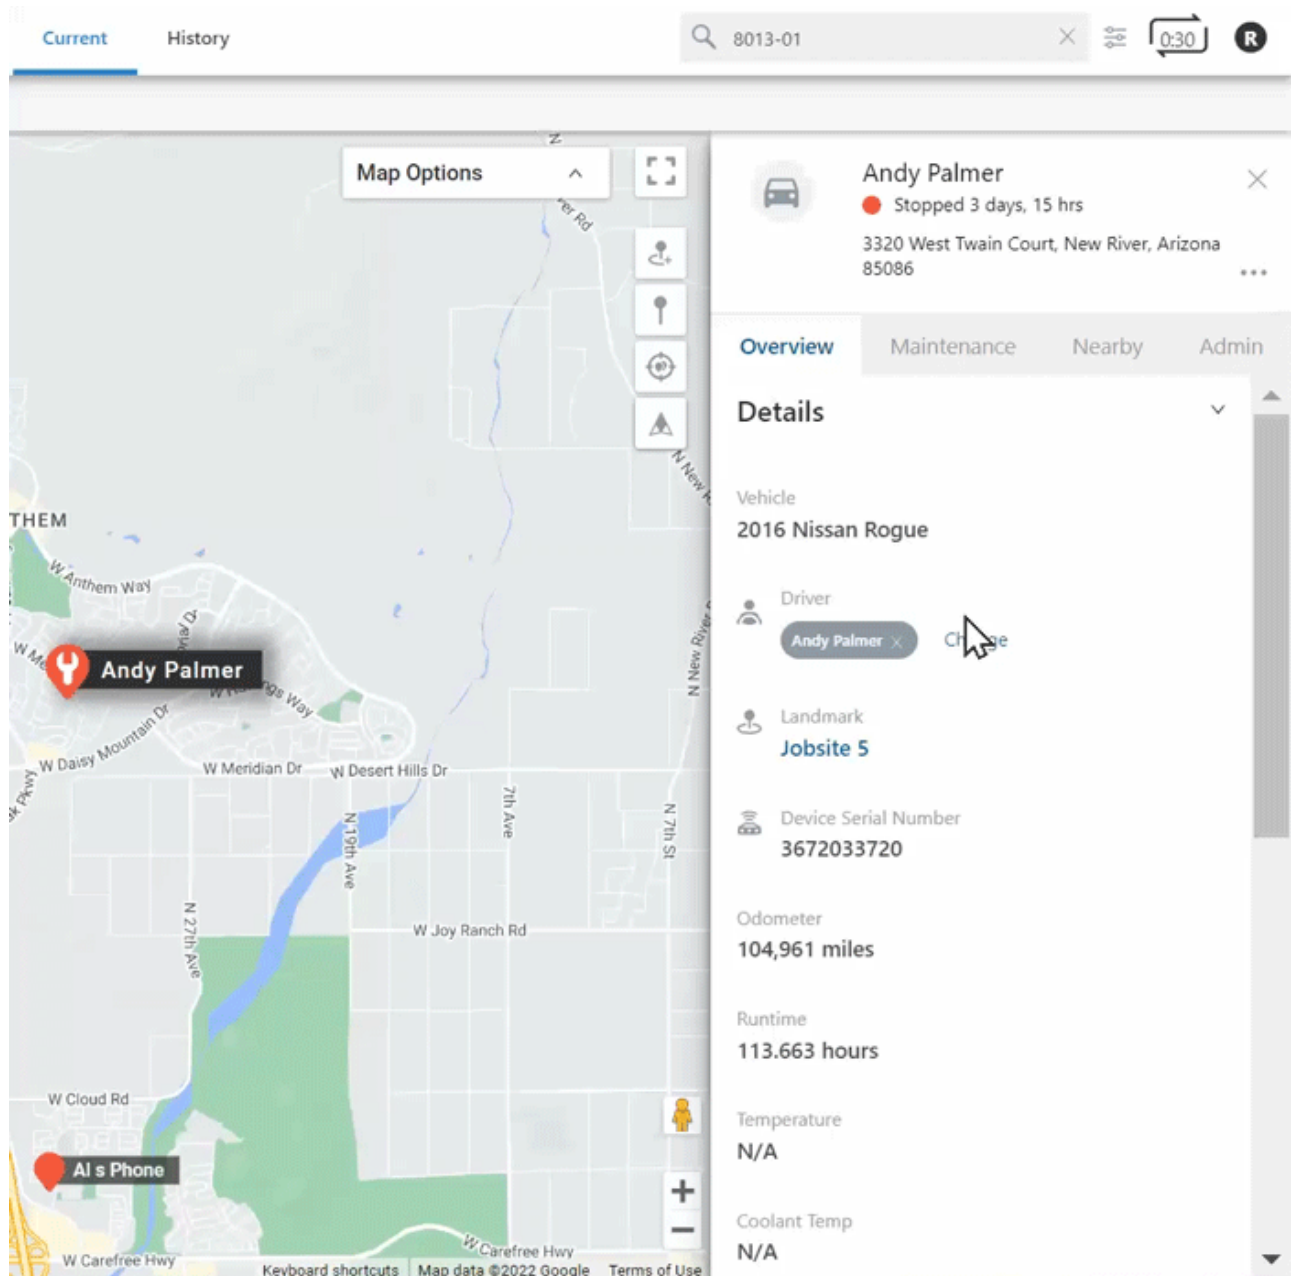 Current
History
8013-01
0:30
R
Map Options
N
er Rd
THEM
W Anthem Way
W Me
Andy Palmer
ngs Way
W Daisy Mountain Dr
W Meridian Dr
W Desert Hills Dr
N 19th Ave
7th Ave
N 7th St
N New R
N New River
N 27th Ave
W Joy Ranch Rd
W Cloud Rd
Al s Phone
W Carefree Hwy
W Carefree Hwy
Keyboard shortcuts
Map data ©2022 Google
Terms of Use
Andy Palmer
Stopped 3 days, 15 hrs
3320 West Twain Court, New River, Arizona
85086
Overview
Maintenance
Nearby
Admin
Details
Vehicle
2016 Nissan Rogue
Driver
Andy Palmer
Landmark
Jobsite 5
Device Serial Number
3672033720
Odometer
104,961 miles
Runtime
113.663 hours
Temperature
N/A
Coolant Temp
N/A